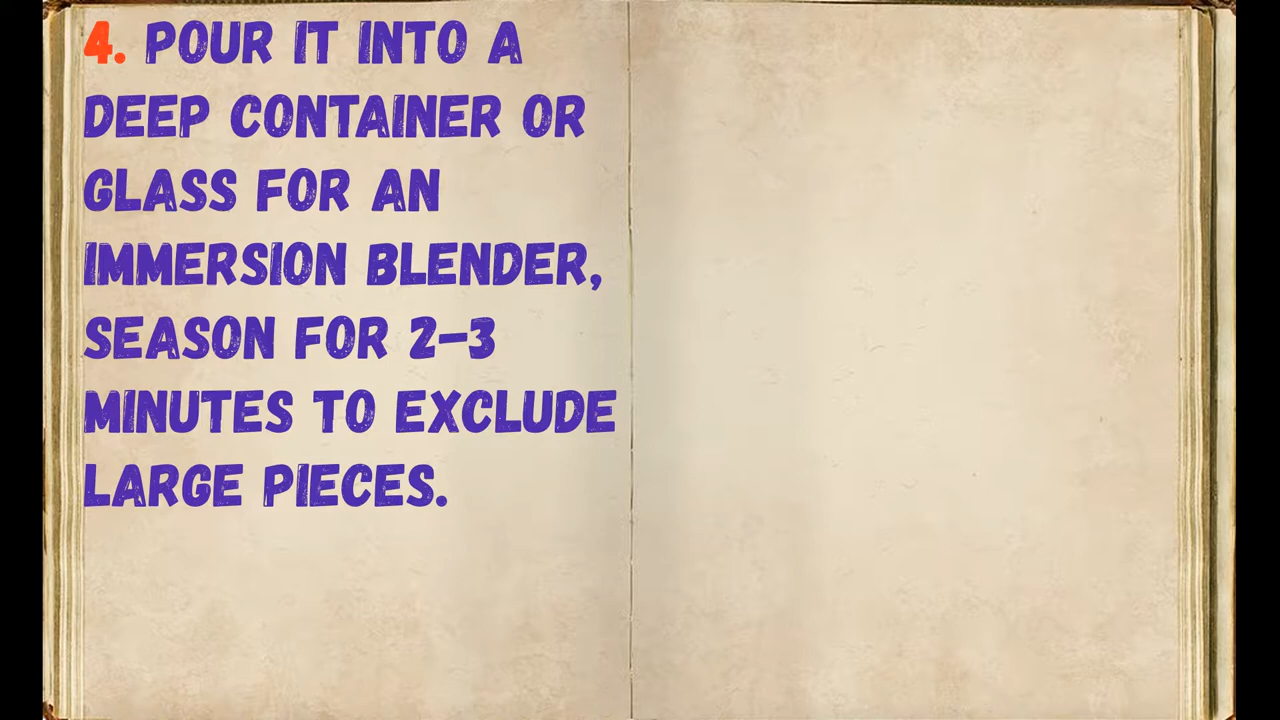 4. POUR IT INTO A
DEEP CONTAINER OR
GLASS FOR AN
IMMERSION BLENDER,
SEASON FOR 2–3
MINUTES TO EXCLUDE
LARGE PIECES.